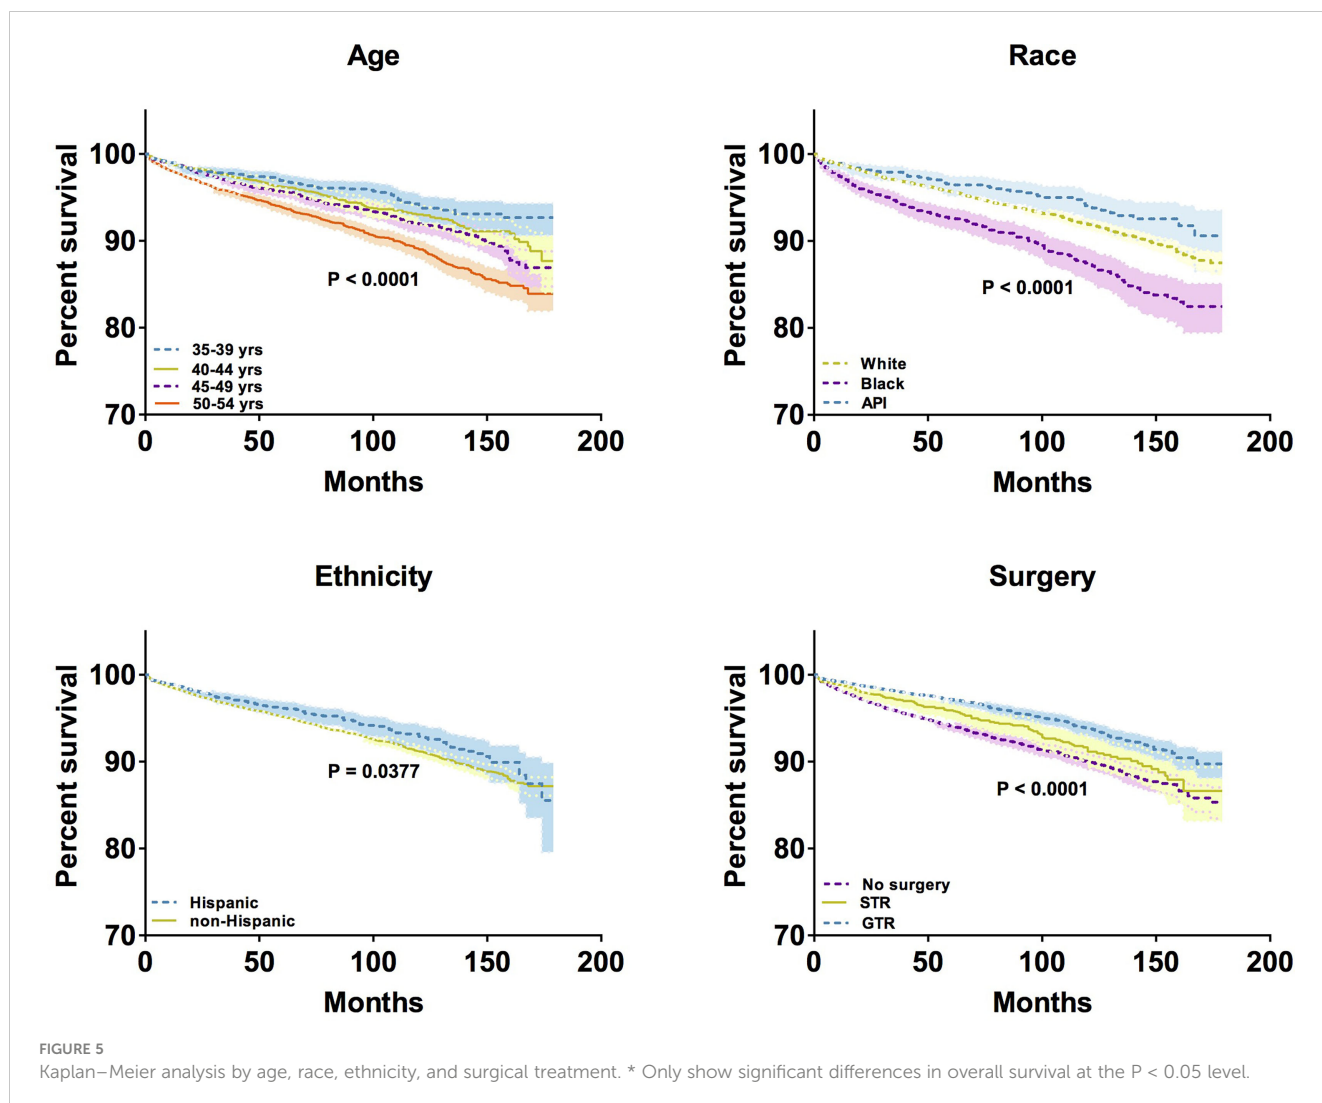 Age
Percent survival
100
90
80
70
0 50 100 150 200
Months
P < 0.0001
35-39 yrs
40-44 yrs
45-49 yrs
50-54 yrs
Race
Percent survival
100
90
80
70
0 50 100 150 200
Months
P < 0.0001
White
Black
API
Ethnicity
Percent survival
100
90
80
70
0 50 100 150 200
Months
P = 0.0377
Hispanic
non-Hispanic
Surgery
Percent survival
100
90
80
70
0 50 100 150 200
Months
P < 0.0001
No surgery
STR
GTR
FIGURE 5
Kaplan–Meier analysis by age, race, ethnicity, and surgical treatment. * Only show significant differences in overall survival at the P < 0.05 level.